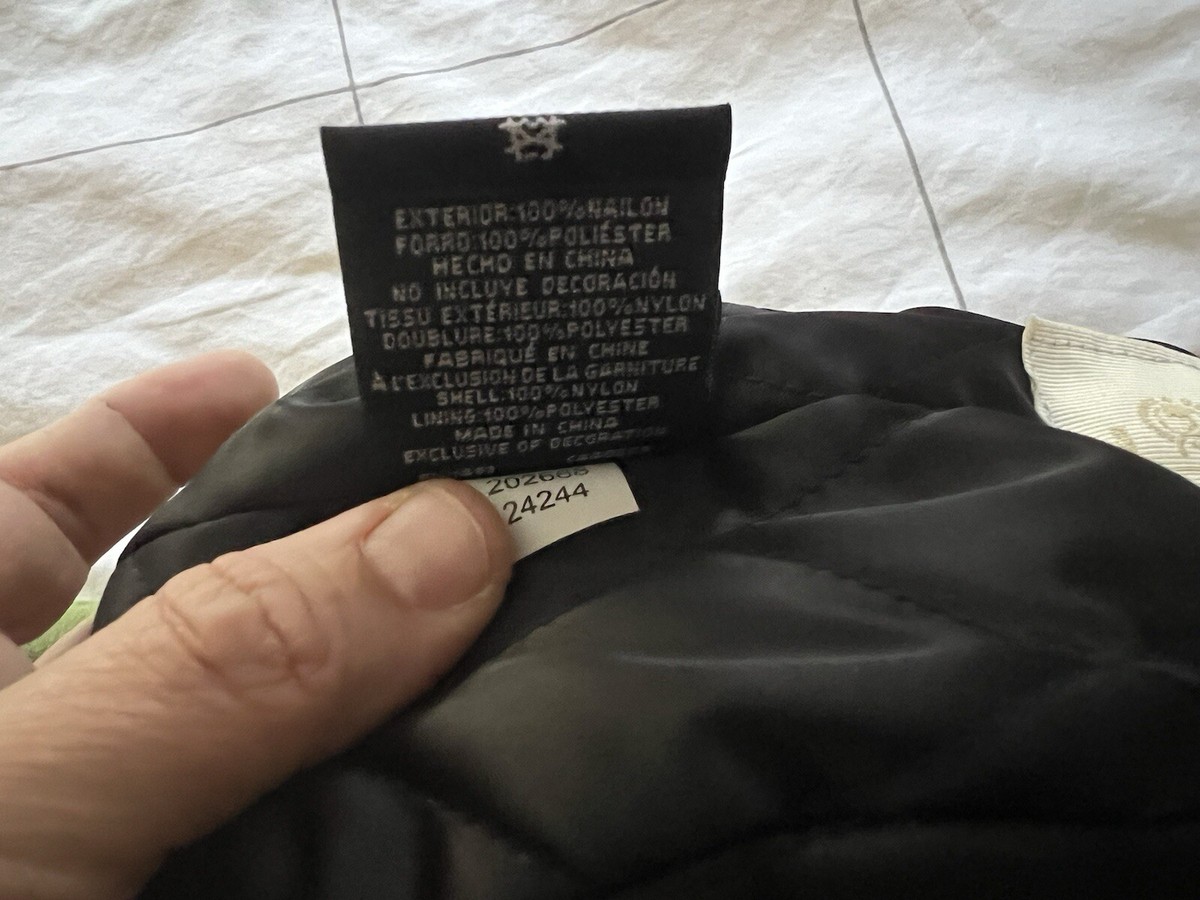 EXTERIOR:100%NAILON
FORRO:100%POLIÉSTER
HECHO EN CHINA
NO INCLUYE DECORACIÓN
TISSU EXTÉRIEUR:100%NYLON
DOUBLURE:100%POLYESTER
FABRIQUÉ EN CHINE
À L'EXCLUSION DE LA GARNITURE
SHELL:100%NYLON
LINING:100%POLYESTER
MADE IN CHINA
EXCLUSIVE OF DECORATION
24244